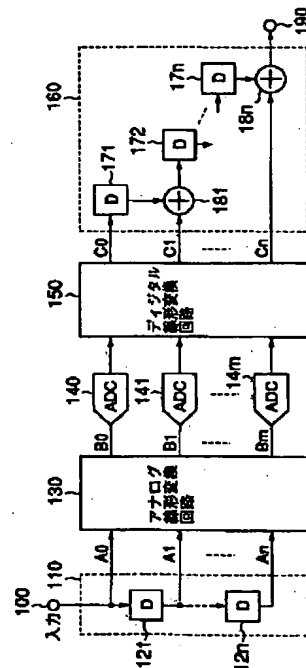 入力
100
110
D
121
D
12n
A0
A1
An
130
アナログ
線形変換
回路
B0
B1
Bm
140
ADC
141
ADC
14m
ADC
150
ディジタル
線形変換
回路
C0
C1
Cn
160
171
D
172
D
17n
D
181
18n
190